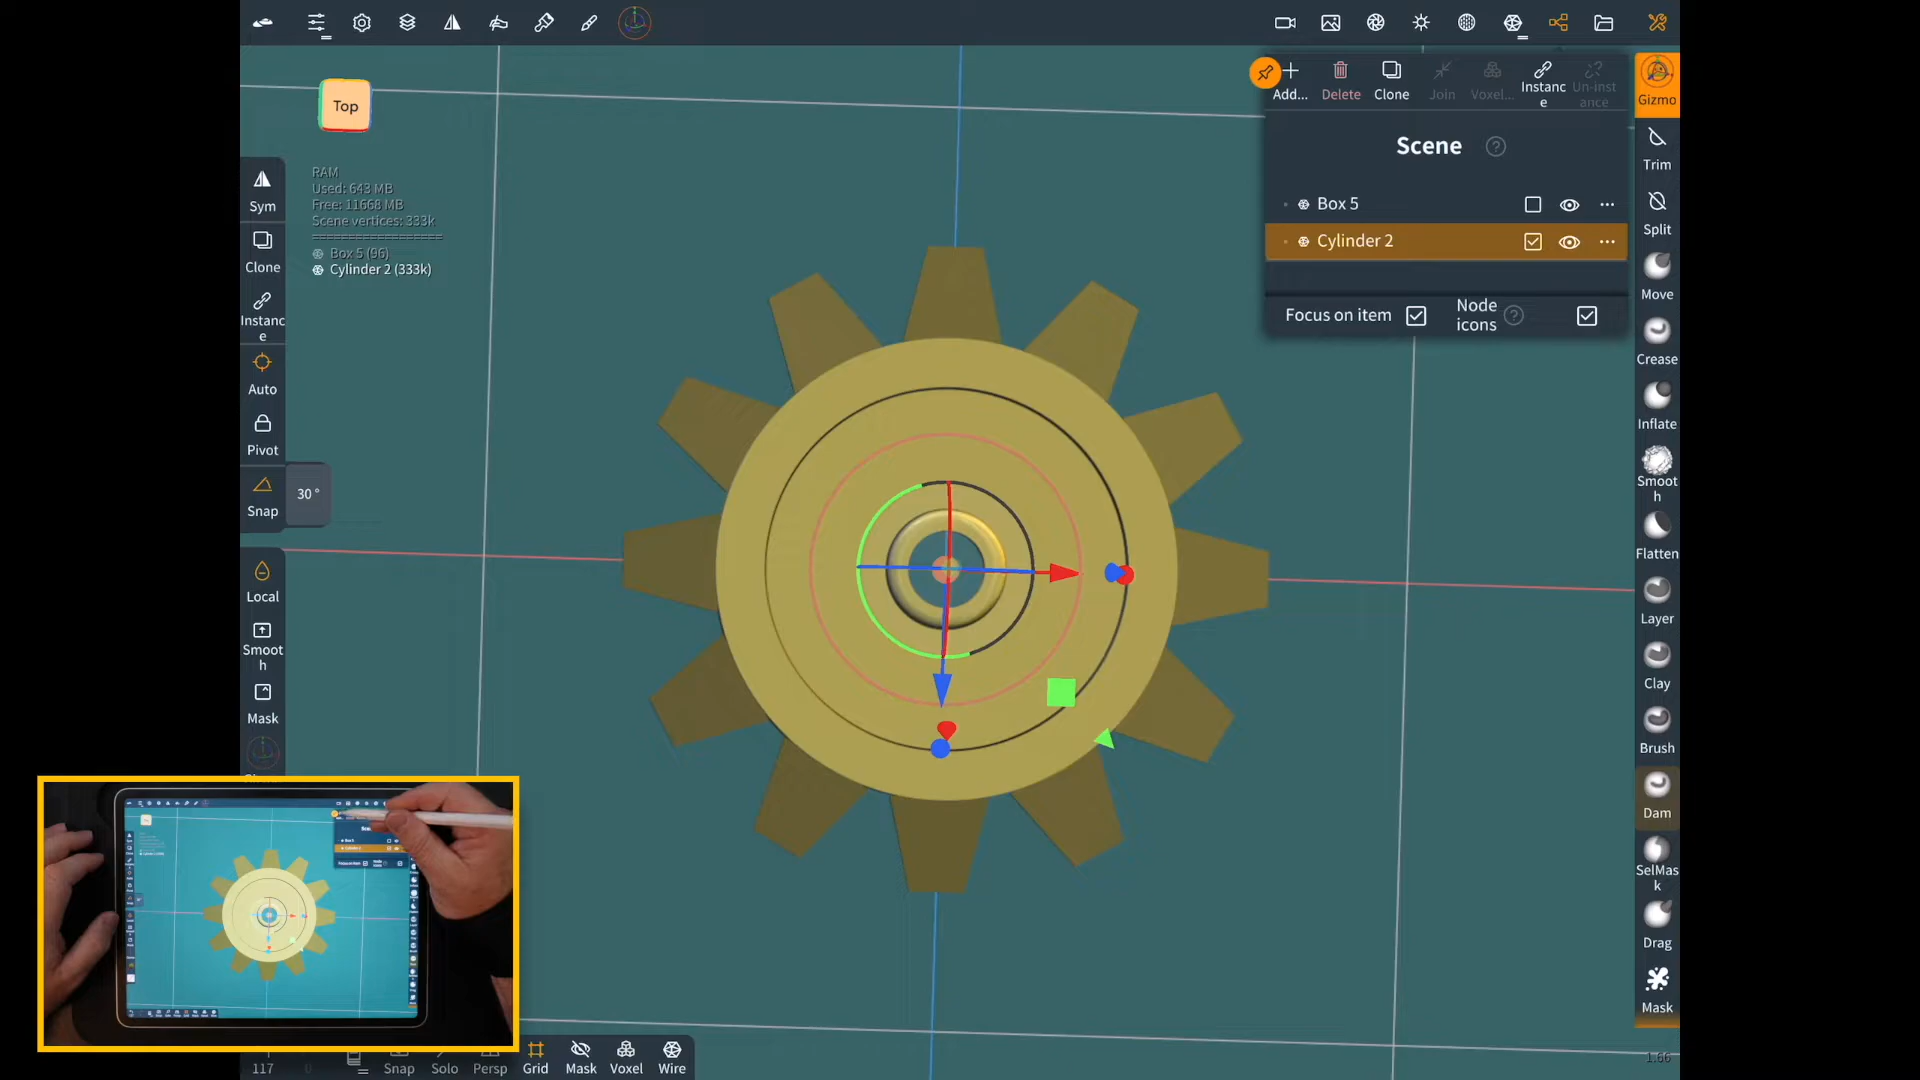 Top
RAM
Used: 643 MB
Free: 11668 MB
Scene vertices: 333k
==================
Box 5 (96)
Cylinder 2 (333k)
Sym
Clone
Instanc
e
Auto
Pivot
Snap
30 °
Local
Smoot
h
Mask
Add...
Delete
Clone
Join
Voxel...
Instanc
e
Un-inst
ance
Scene
?
Box 5
...
Cylinder 2
...
Focus on item
Node
icons
?
Gizmo
Trim
Split
Move
Crease
Inflate
Smoot
h
Flatten
Layer
Clay
Brush
Dam
SelMas
k
Drag
Mask
1.66
117
0
Snap
Solo
Persp
Grid
Mask
Voxel
Wire